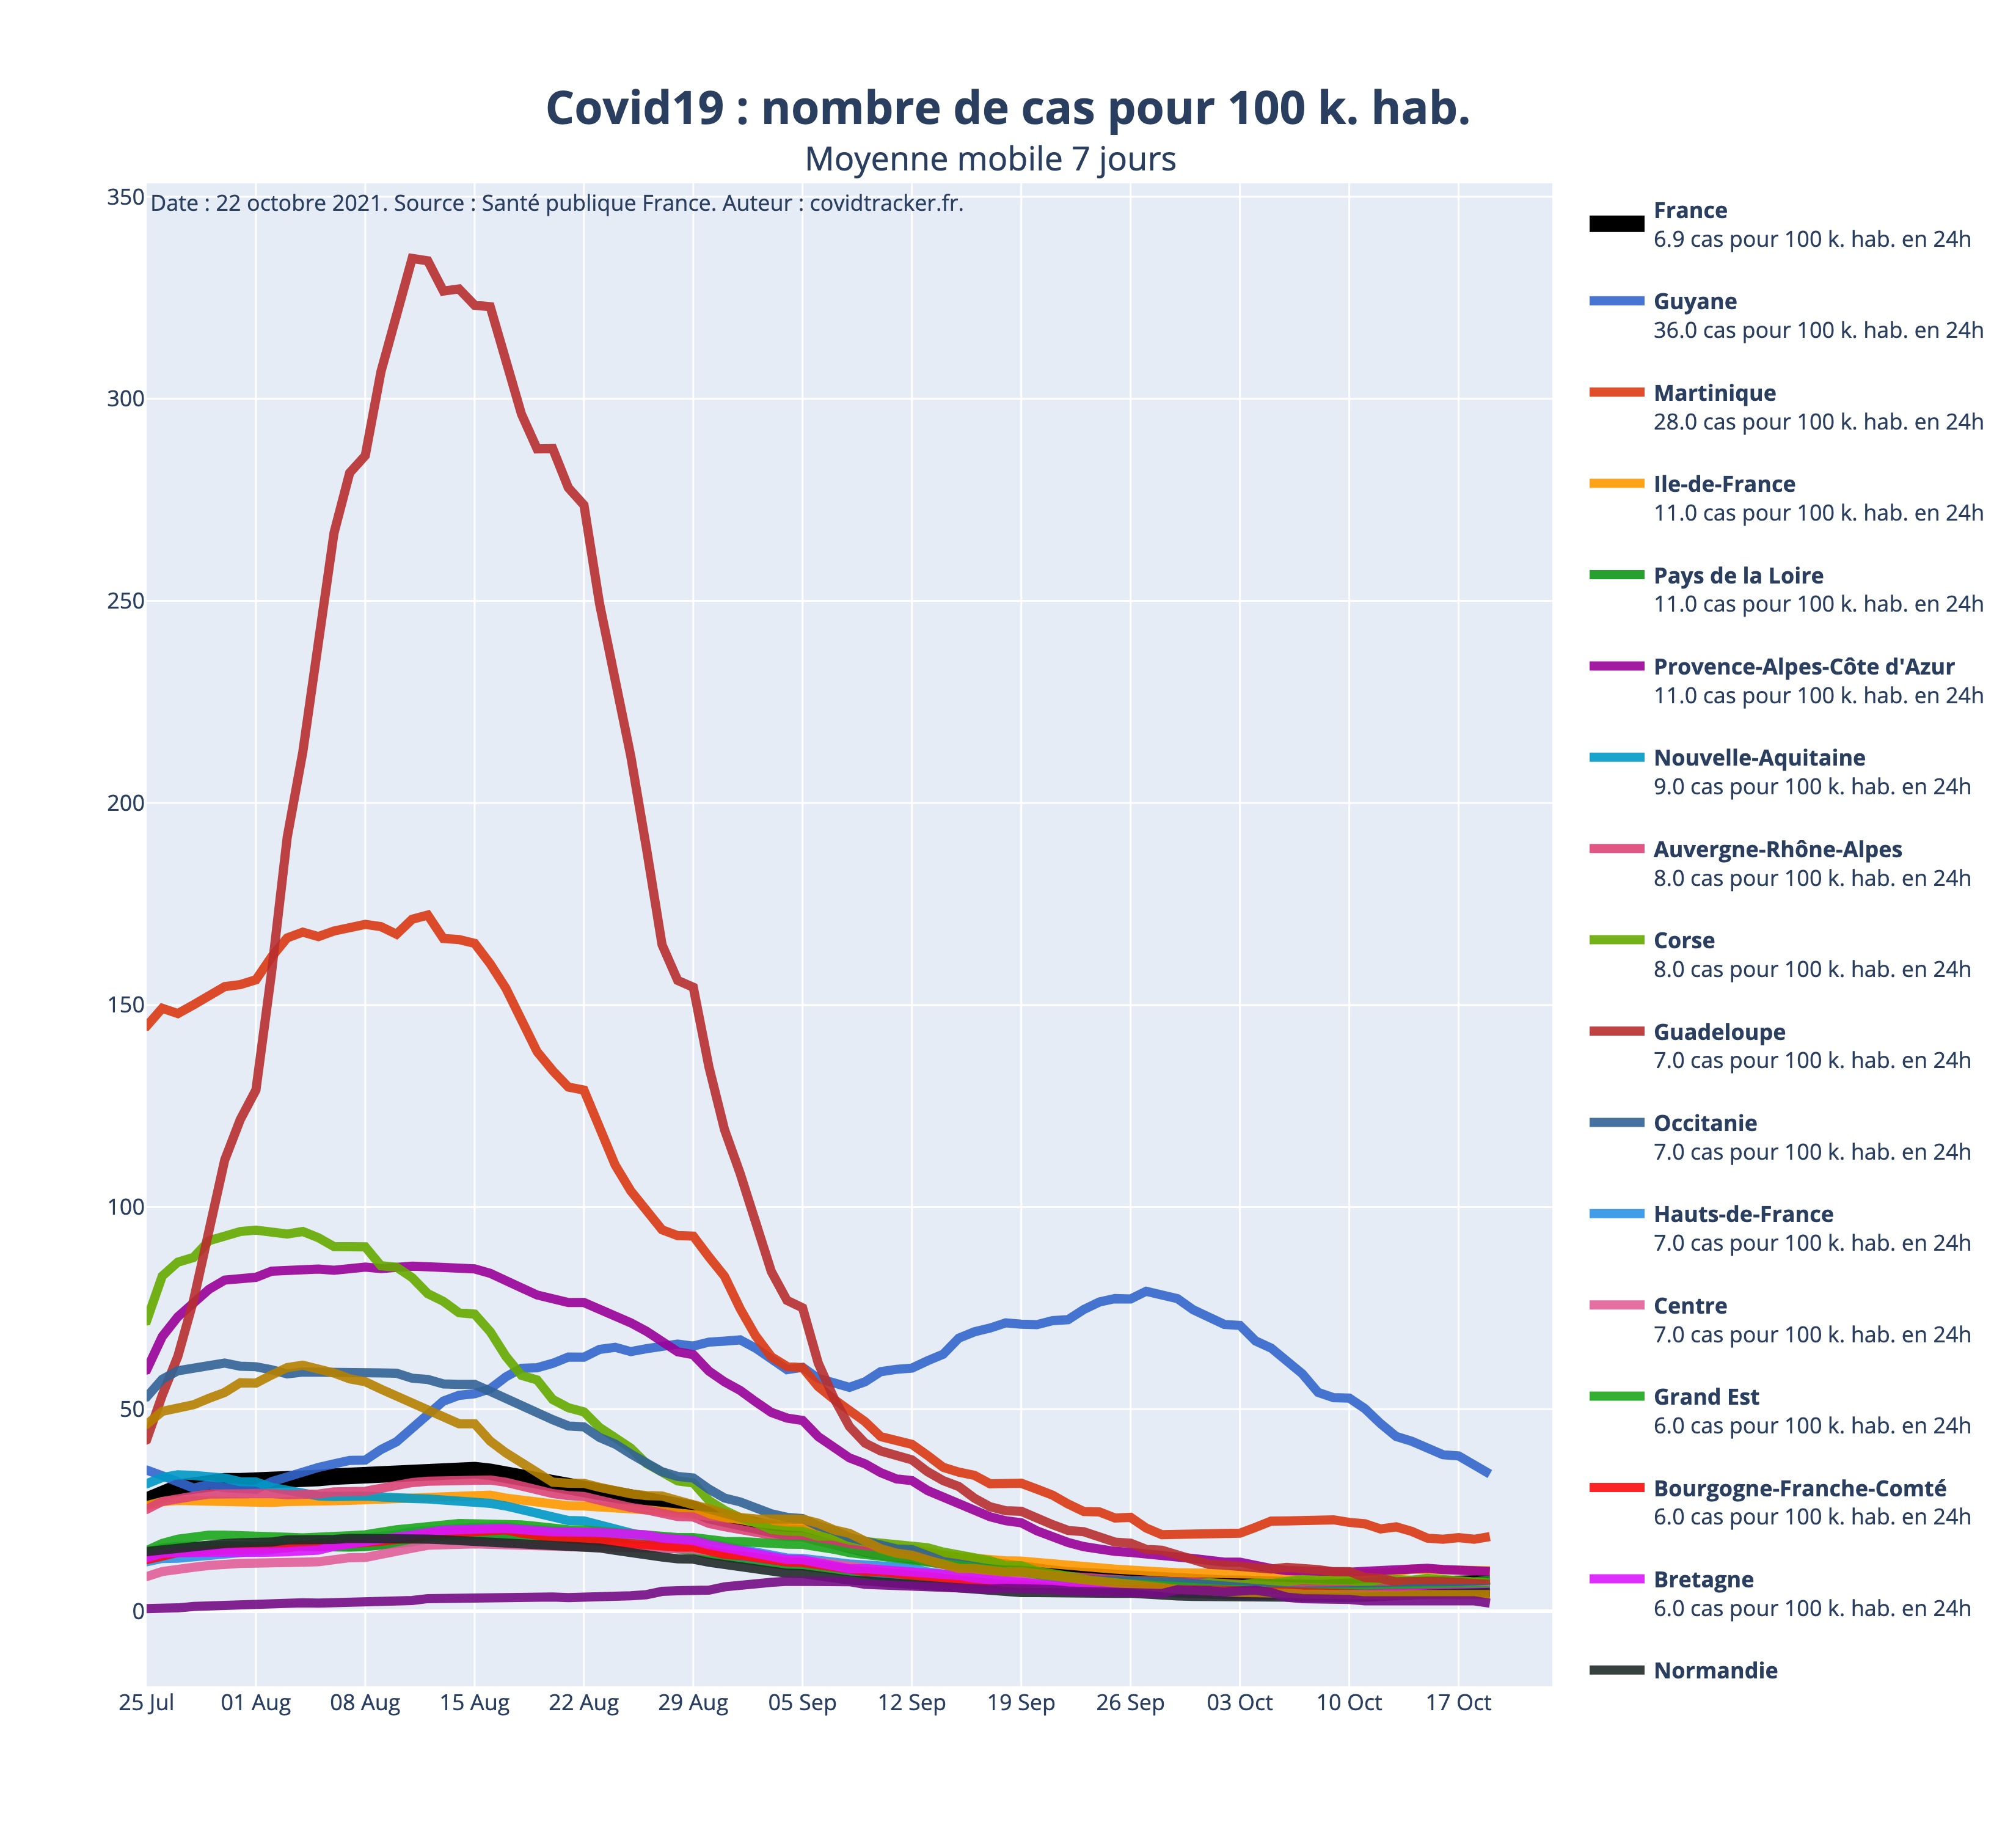 Covid19 : nombre de cas pour 100 k. hab.
Moyenne mobile 7 jours
Date : 22 octobre 2021. Source : Santé publique France. Auteur : covidtracker.fr.
350
300
250
200
150
100
50
0
25 Jul
01 Aug
08 Aug
15 Aug
22 Aug
29 Aug
05 Sep
12 Sep
19 Sep
26 Sep
03 Oct
10 Oct
17 Oct
France
6.9 cas pour 100 k. hab. en 24h
Guyane
36.0 cas pour 100 k. hab. en 24h
Martinique
28.0 cas pour 100 k. hab. en 24h
Ile-de-France
11.0 cas pour 100 k. hab. en 24h
Pays de la Loire
11.0 cas pour 100 k. hab. en 24h
Provence-Alpes-Côte d'Azur
11.0 cas pour 100 k. hab. en 24h
Nouvelle-Aquitaine
9.0 cas pour 100 k. hab. en 24h
Auvergne-Rhône-Alpes
8.0 cas pour 100 k. hab. en 24h
Corse
8.0 cas pour 100 k. hab. en 24h
Guadeloupe
7.0 cas pour 100 k. hab. en 24h
Occitanie
7.0 cas pour 100 k. hab. en 24h
Hauts-de-France
7.0 cas pour 100 k. hab. en 24h
Centre
7.0 cas pour 100 k. hab. en 24h
Grand Est
6.0 cas pour 100 k. hab. en 24h
Bourgogne-Franche-Comté
6.0 cas pour 100 k. hab. en 24h
Bretagne
6.0 cas pour 100 k. hab. en 24h
Normandie